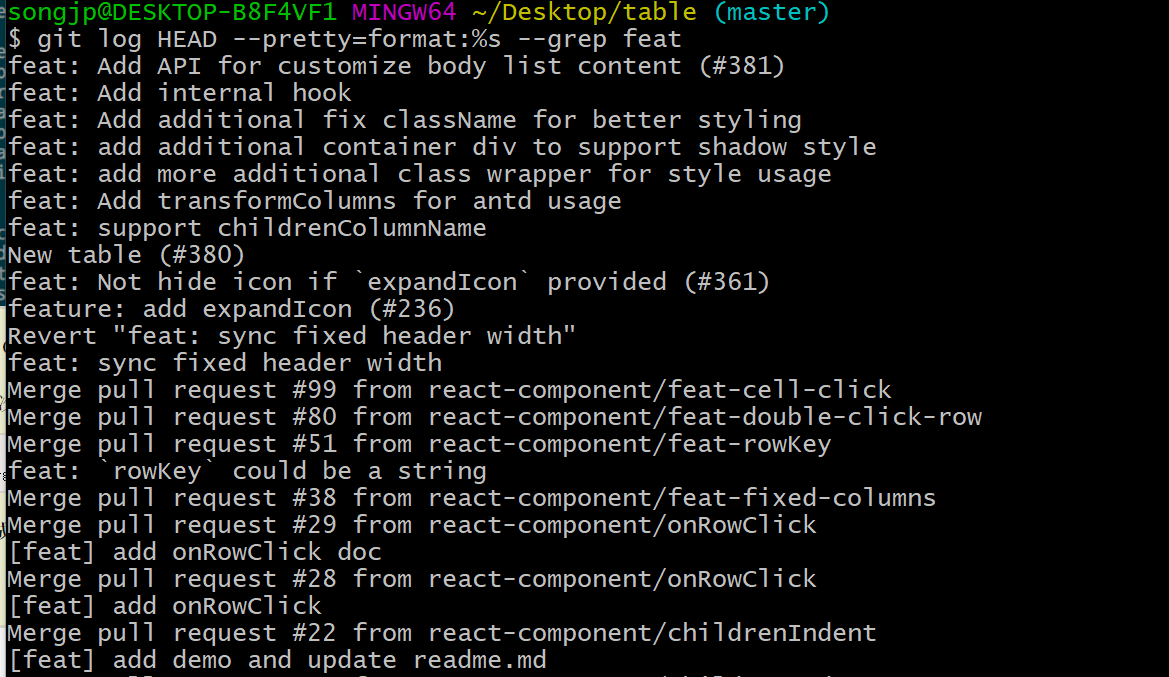 songjp@DESKTOP-B8F4VF1 MINGW64 ~/Desktop/table (master)
$ git log HEAD --pretty=format:%s --grep feat
feat: Add API for customize body list content (#381)
feat: Add internal hook
feat: Add additional fix className for better styling
feat: add additional container div to support shadow style
feat: add more additional class wrapper for style usage
feat: Add transformColumns for antd usage
feat: support childrenColumnName
New table (#380)
feat: Not hide icon if `expandIcon` provided (#361)
feature: add expandIcon (#236)
Revert "feat: sync fixed header width"
feat: sync fixed header width
Merge pull request #99 from react-component/feat-cell-click
Merge pull request #80 from react-component/feat-double-click-row
Merge pull request #51 from react-component/feat-rowKey
feat: `rowKey` could be a string
Merge pull request #38 from react-component/feat-fixed-columns
Merge pull request #29 from react-component/onRowClick
[feat] add onRowClick doc
Merge pull request #28 from react-component/onRowClick
[feat] add onRowClick
Merge pull request #22 from react-component/childrenIndent
[feat] add demo and update readme.md